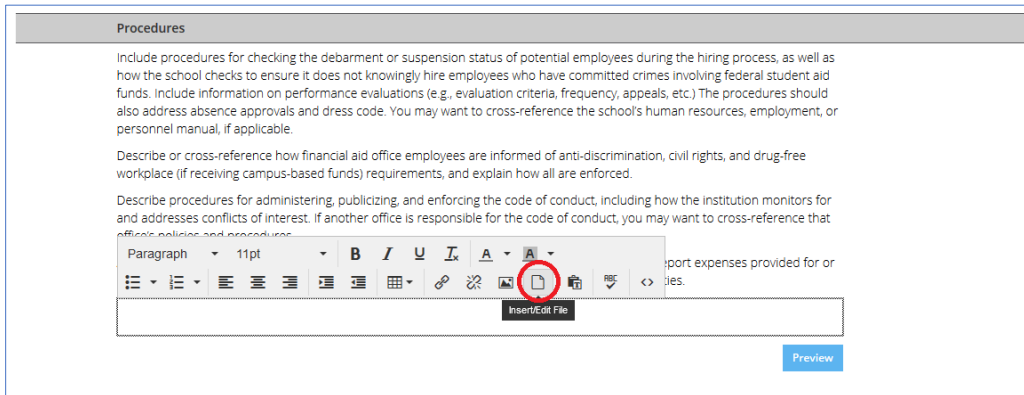 Procedures
Include procedures for checking the debarment or suspension status of potential employees during the hiring process, as well as
how the school checks to ensure it does not knowingly hire employees who have committed crimes involving federal student aid
funds. Include information on performance evaluations (e.g., evaluation criteria, frequency, appeals, etc.) The procedures should
also address absence approvals and dress code. You may want to cross-reference the school's human resources, employment, or
personnel manual, if applicable.
Describe or cross-reference how financial aid office employees are informed of anti-discrimination, civil rights, and drug-free
workplace (if receiving campus-based funds) requirements, and explain how all are enforced.
Describe procedures for administering, publicizing, and enforcing the code of conduct, including how the institution monitors for
and addresses conflicts of interest. If another office is responsible for the code of conduct, you may want to cross-reference that
office's policies and procedures
Paragraph 11pt B I U Tx A A
port expenses provided for or
ABC <> ties.
Insert/Edit File
Preview